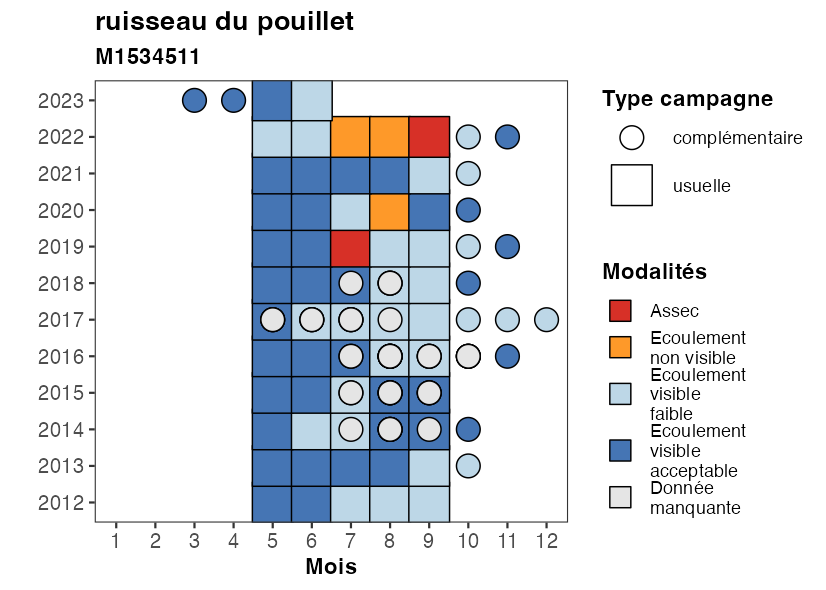 ruisseau du pouillet
M1534511
2023
2022
2021
2020
2019
2018
2017
2016
2015
2014
2013
2012
1 2 3 4 5 6 7 8 9 10 11 12
Mois
Type campagne
complémentaire
usuelle
Modalités
Assec
Ecoulement
non visible
Ecoulement
visible
faible
Ecoulement
visible
acceptable
Donnée
manquante